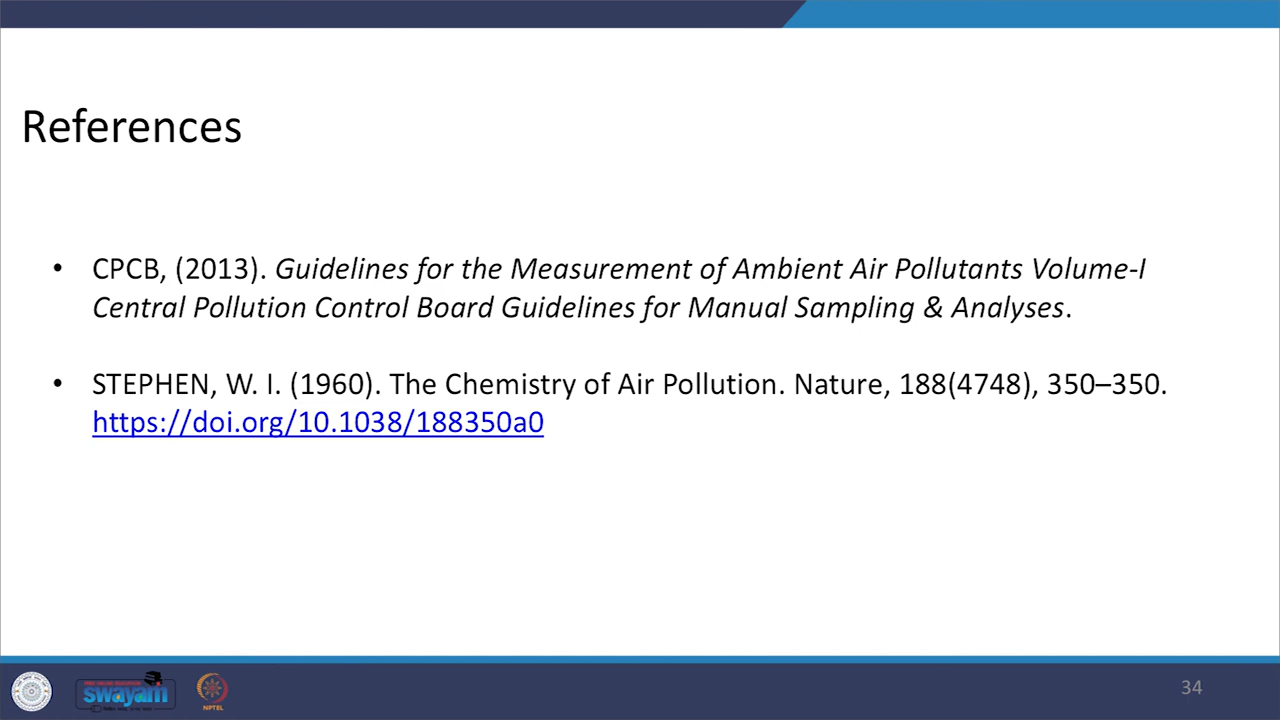 References
• CPCB, (2013). Guidelines for the Measurement of Ambient Air Pollutants Volume-I
Central Pollution Control Board Guidelines for Manual Sampling & Analyses.
• STEPHEN, W. I. (1960). The Chemistry of Air Pollution. Nature, 188(4748), 350–350.
https://doi.org/10.1038/188350a0
swayam
NPTEL
34